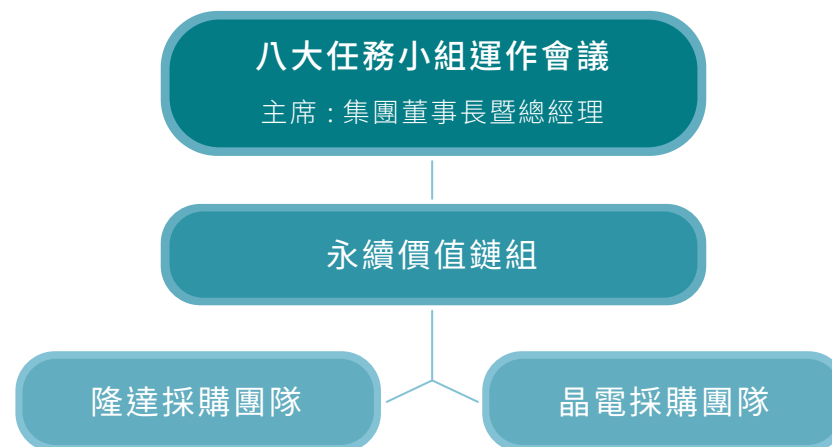 八大任務小組運作會議
主席：集團董事長暨總經理
永續價值鏈組
隆達採購團隊
晶電採購團隊